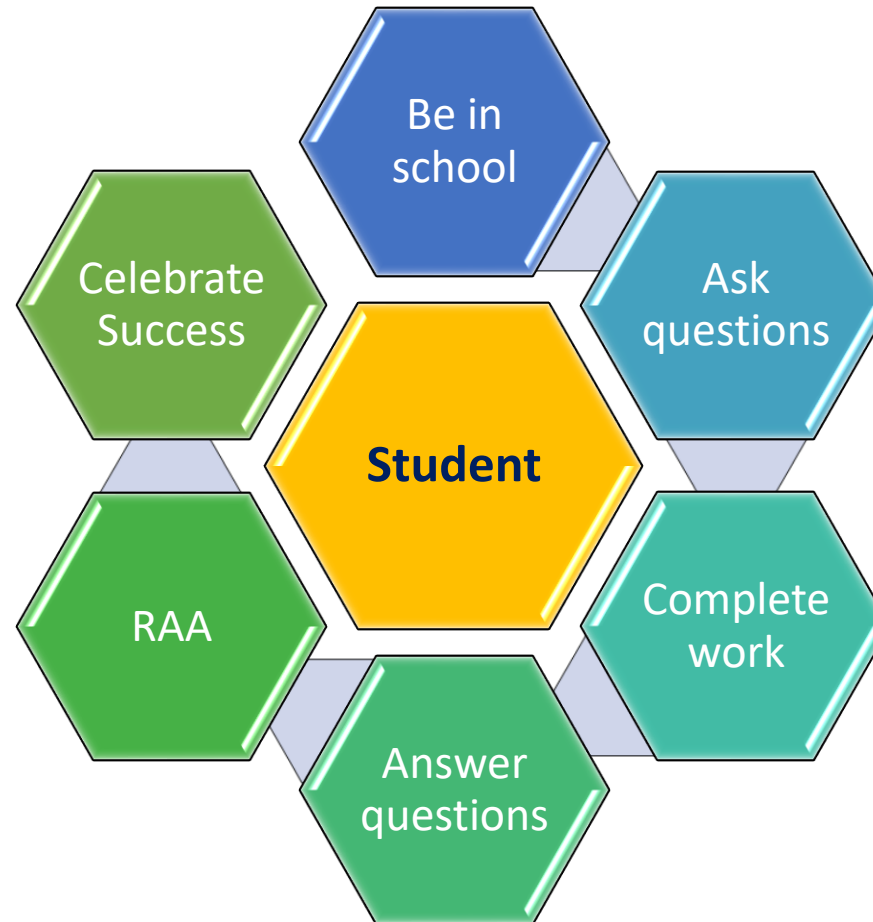 Be in
school
Ask
questions
Complete
work
Answer
questions
RAA
Celebrate
Success
Student